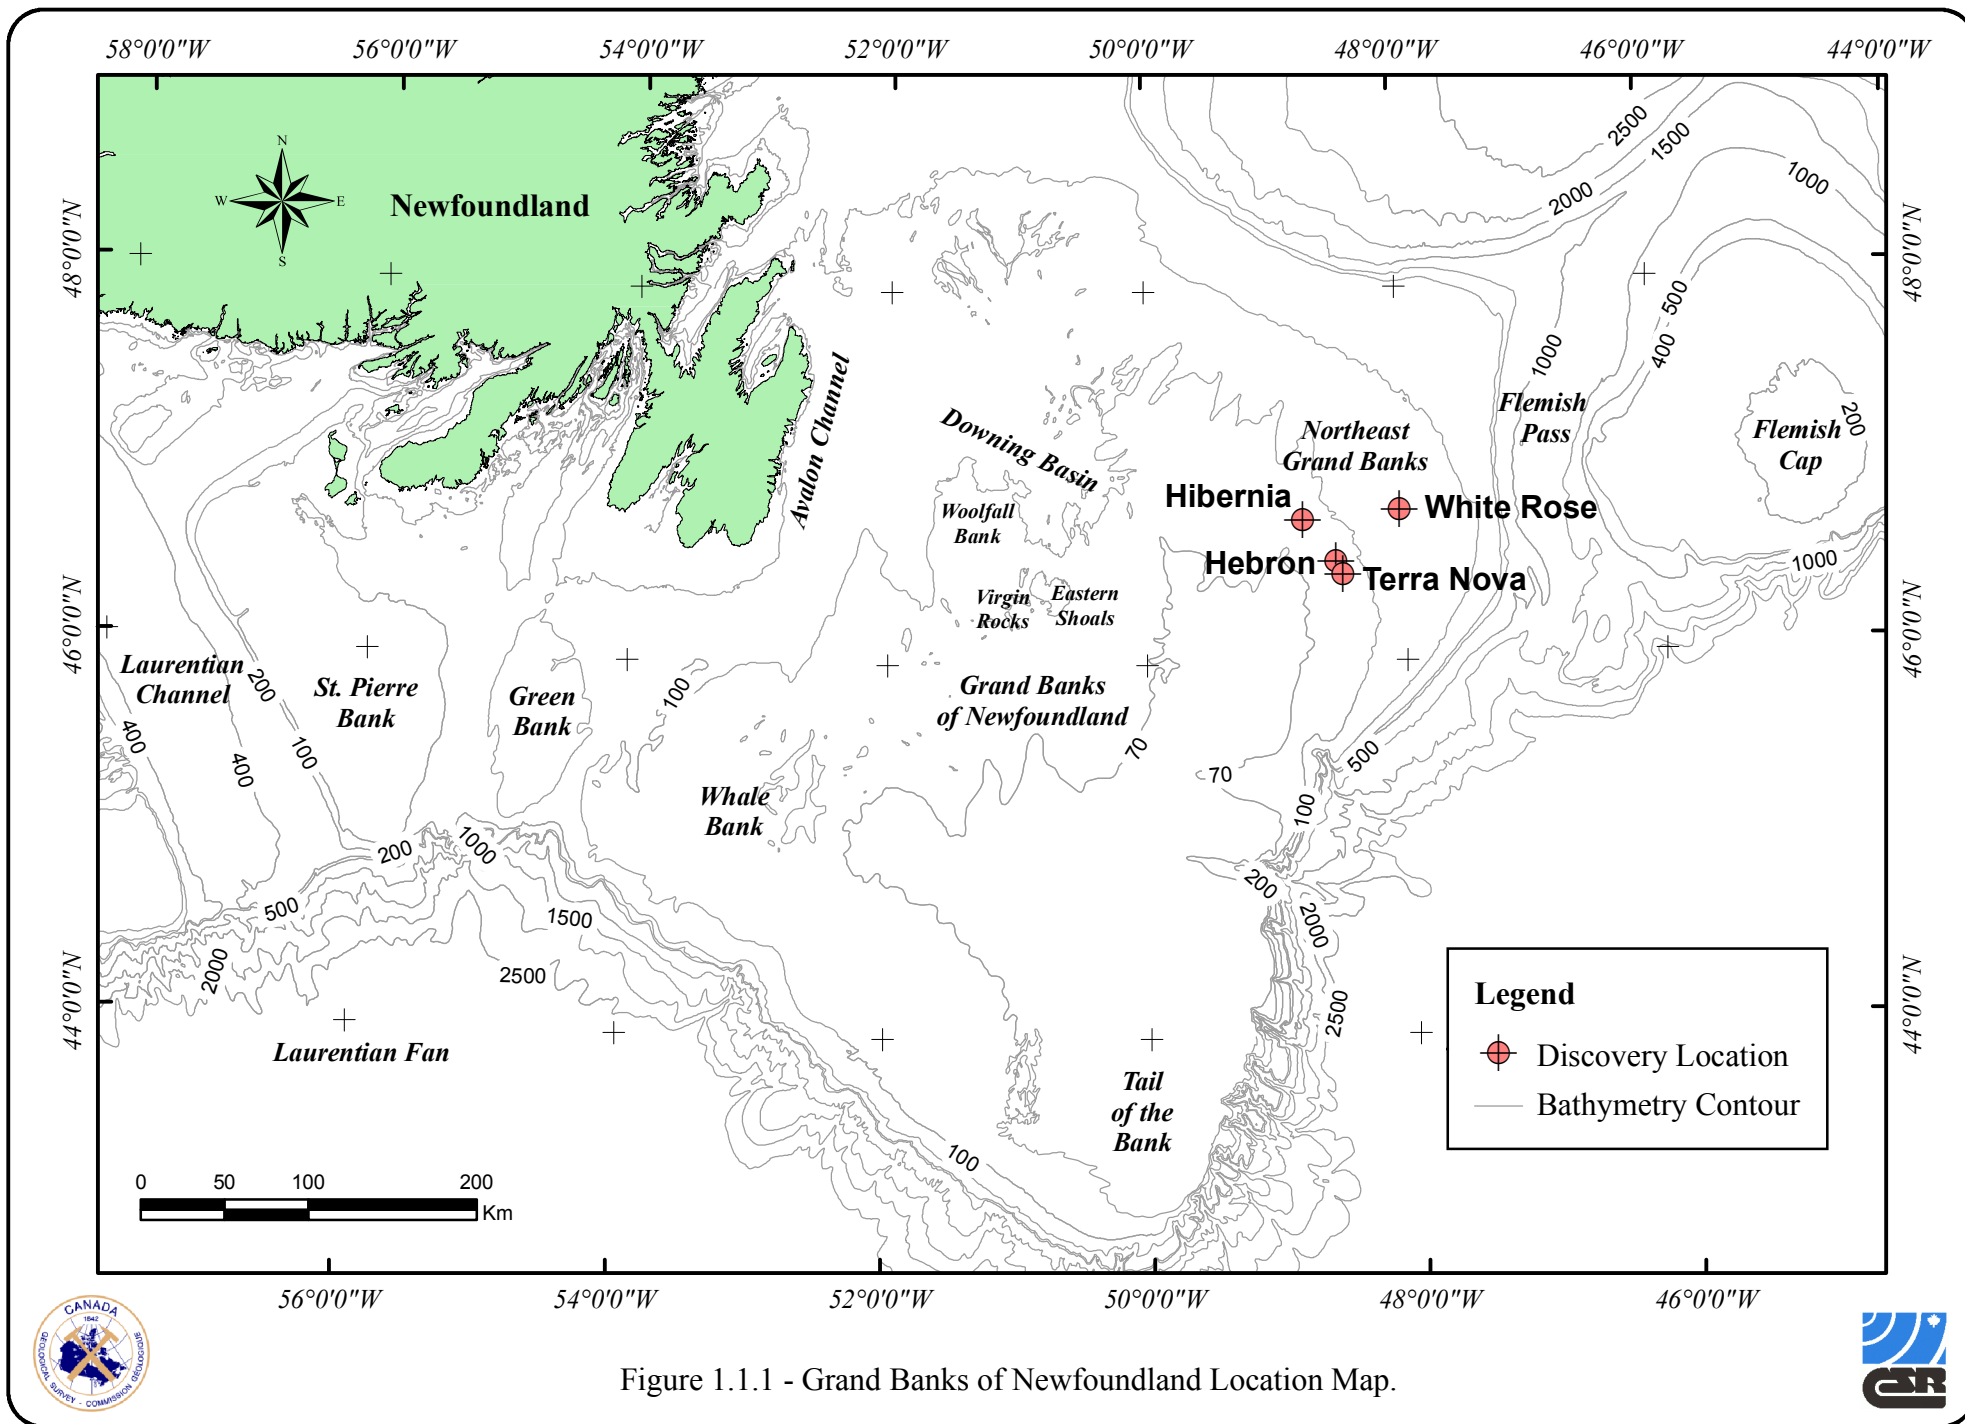 58°0'0"W
56°0'0"W
54°0'0"W
52°0'0"W
50°0'0"W
48°0'0"W
46°0'0"W
44°0'0"W
48°0'0"N
46°0'0"N
44°0'0"N
48°0'0"N
46°0'0"N
44°0'0"N
N
W
E
S
Newfoundland
2500
1500
2000
1000
500
400
1000
200
Flemish
Pass
Flemish
Cap
Avalon Channel
Downing Basin
Northeast
Grand Banks
Hibernia
White Rose
Hebron
Terra Nova
Woolfall
Bank
Virgin
Rocks
Eastern
Shoals
1000
Laurentian
Channel
200
St. Pierre
Bank
Green
Bank
100
Grand Banks
of Newfoundland
400
400
100
70
70
500
100
Whale
Bank
200
1000
200
2000
500
1500
2000
2500
2500
Laurentian Fan
Tail
of the
Bank
100
Legend
Discovery Location
Bathymetry Contour
0
50
100
200
Km
56°0'0"W
54°0'0"W
52°0'0"W
50°0'0"W
48°0'0"W
46°0'0"W
CANADA
1842
GEOLOGICAL SURVEY - COMMISSION GÉOLOGIQUE
Figure 1.1.1 - Grand Banks of Newfoundland Location Map.
CSR